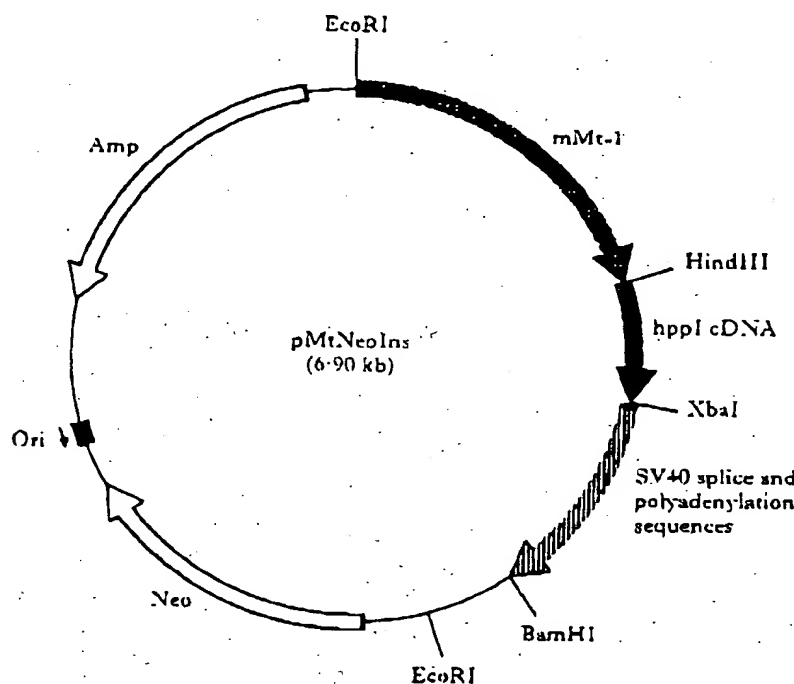 EcoRI
Amp
mMt-1
HindIII
hppI cDNA
pMtNeoIns
(6·90 kb)
XbaI
Ori
SV40 splice and
polyadenylation
sequences
Neo
BamHI
EcoRI